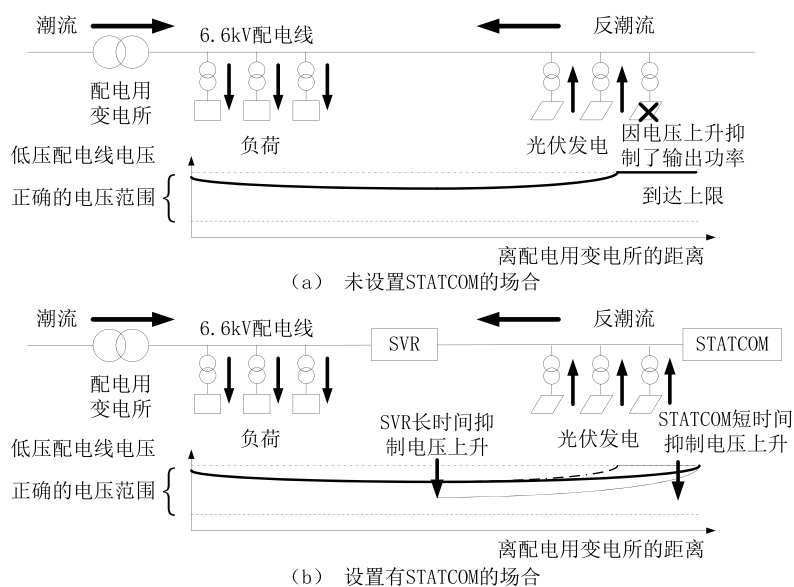 潮流
6.6kV配电线
反潮流
配电用
变电所
负荷
光伏发电
因电压上升抑
制了输出功率
低压配电线电压
正确的电压范围
到达上限
离配电用变电所的距离
(a) 未设置STATCOM的场合
潮流
6.6kV配电线
SVR
反潮流
STATCOM
配电用
变电所
负荷
SVR长时间抑
制电压上升
光伏发电
STATCOM短时间
抑制电压上升
低压配电线电压
正确的电压范围
离配电用变电所的距离
(b) 设置有STATCOM的场合